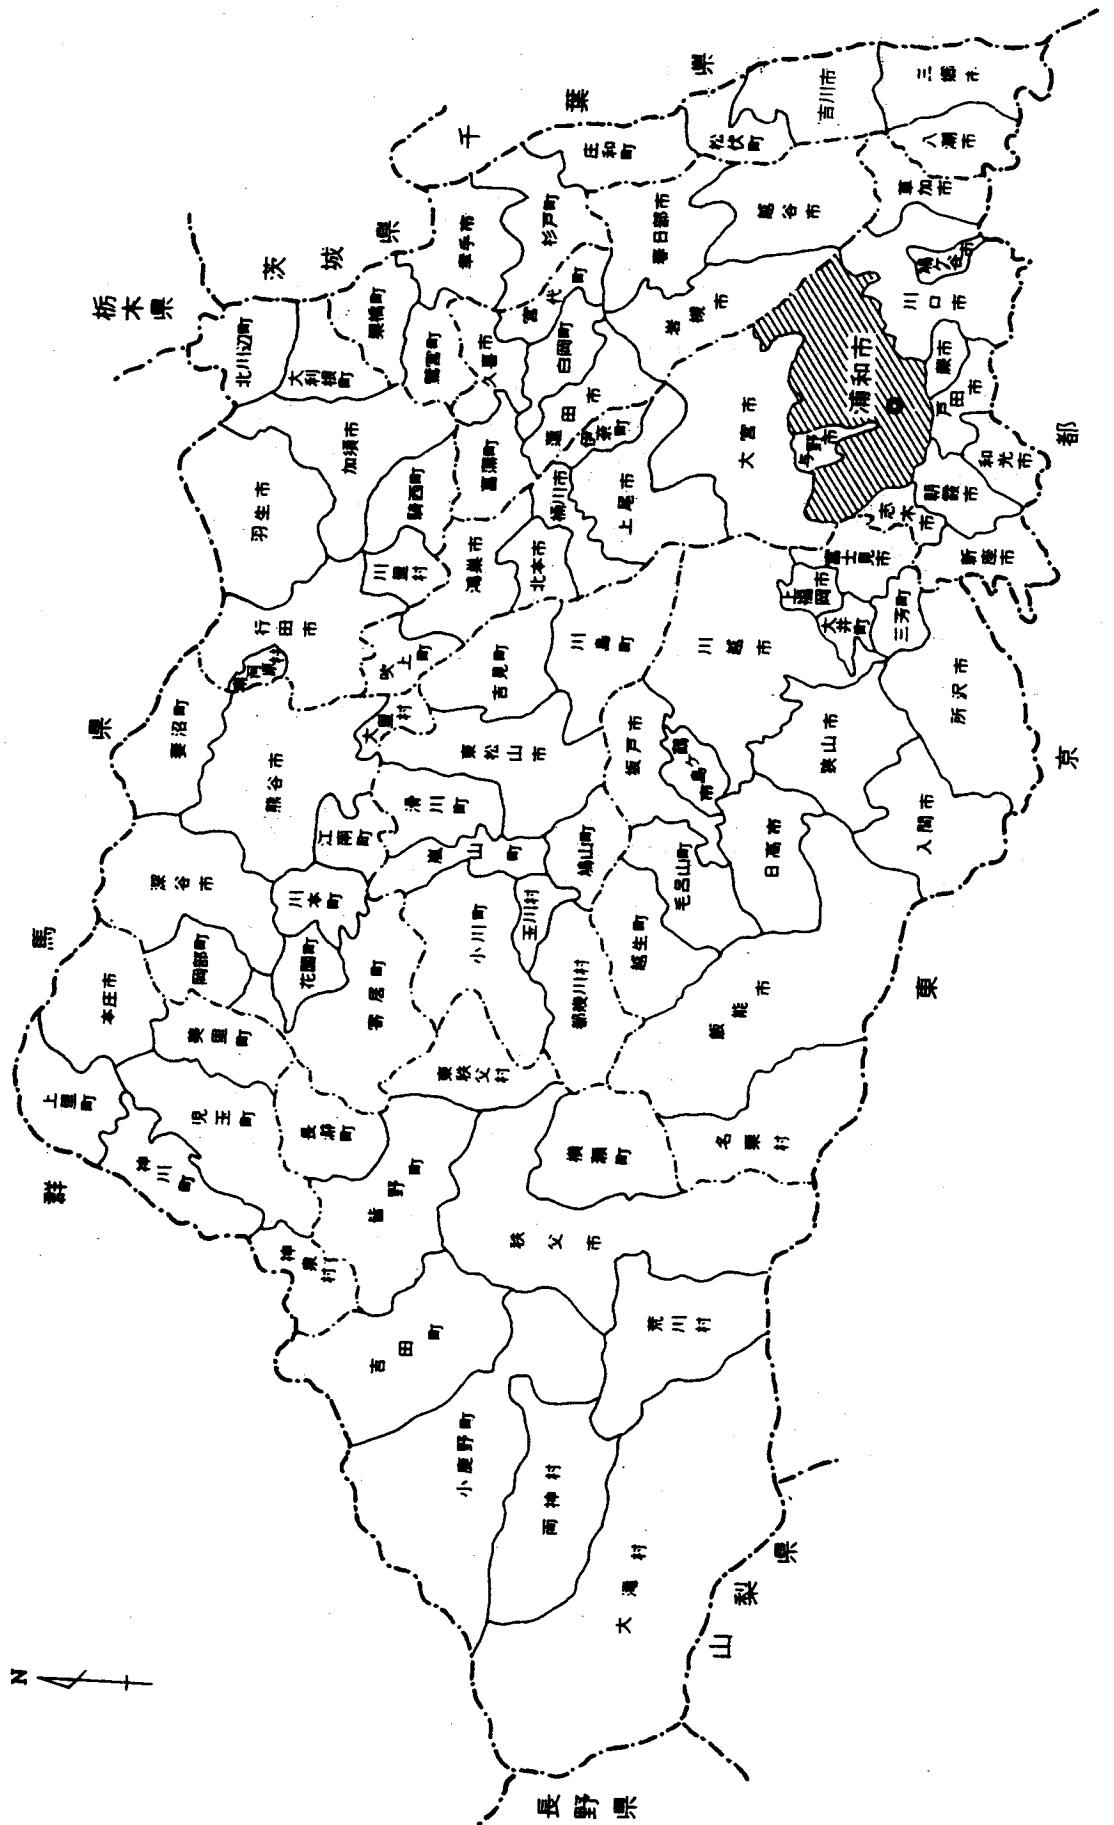 N
栃木県
茨城県
千葉県
群馬県
長野県
山梨県
東京都
北川辺町
大利根町
栗橋町
幸手市
杉戸町
庄和町
松伏町
吉川市
三郷市
八潮市
草加市
越谷市
春日部市
宮代町
鷲宮町
久喜市
白岡町
岩槻市
鳩ヶ谷市
川口市
蕨市
戸田市
浦和市
与野市
大宮市
蓮田市
伊奈町
上尾市
桶川市
北本市
鴻巣市
菖蒲町
騎西町
加須市
羽生市
川里村
行田市
南河原村
吹上町
吉見町
川島町
川越市
上福岡市
富士見市
志木市
朝霞市
和光市
新座市
三芳町
大井町
所沢市
狭山市
入間市
日高市
鶴ヶ島市
坂戸市
東松山市
大里村
妻沼町
熊谷市
江南町
滑川町
嵐山町
鳩山町
毛呂山町
越生町
玉川村
都幾川村
小川町
川本町
花園町
寄居町
深谷市
岡部町
本庄市
美里町
上里町
児玉町
神川町
神泉村
長瀞町
皆野町
東秩父村
横瀬町
名栗村
飯能市
秩父市
荒川村
吉田町
小鹿野町
両神村
大滝村